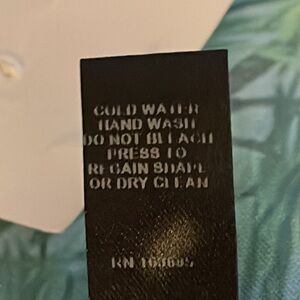 COLD WATER
HAND WASH
DO NOT BLEACH
PRESS TO
REGAIN SHAPE
OR DRY CLEAN
RN